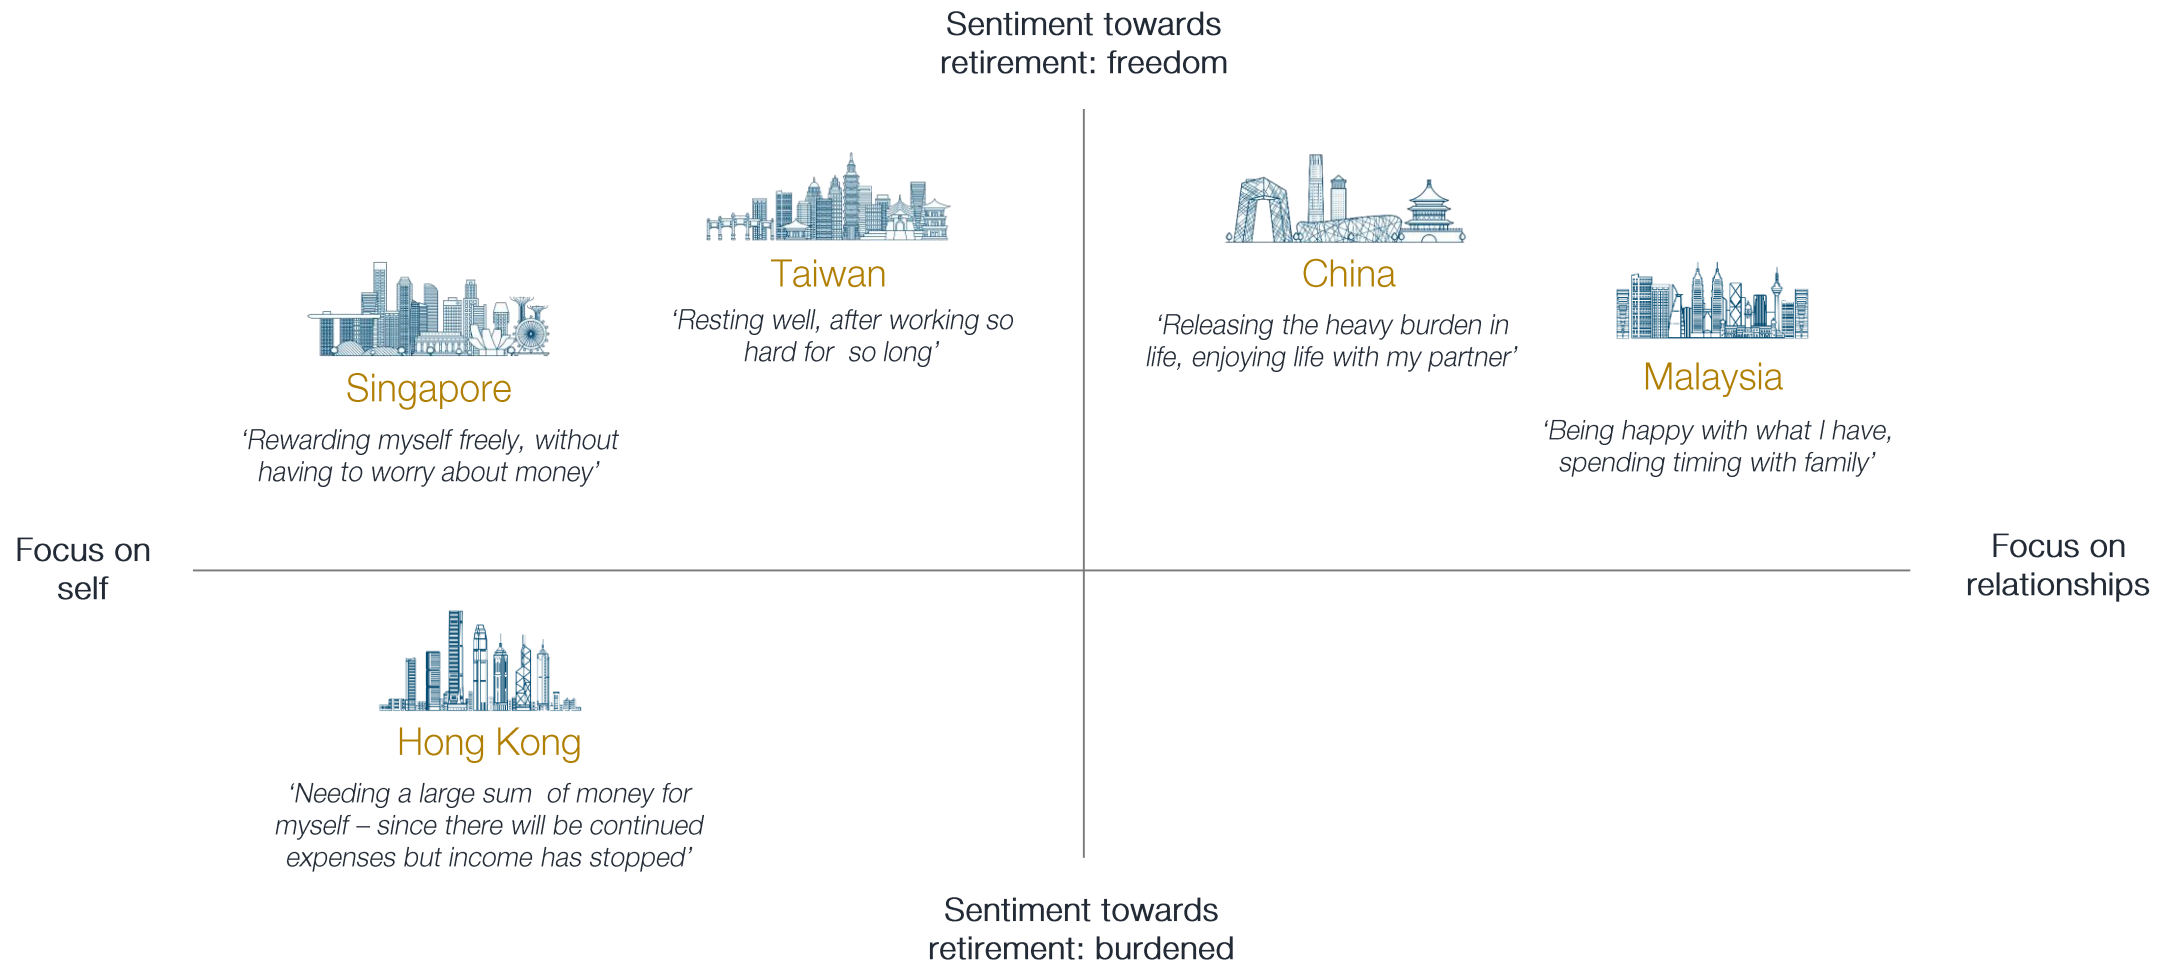 Sentiment towards
retirement: freedom
Taiwan
‘Resting well, after working so
hard for  so long’
China
‘Releasing the heavy burden in
life, enjoying life with my partner’
Singapore
‘Rewarding myself freely, without
having to worry about money’
Malaysia
‘Being happy with what I have,
spending timing with family’
Focus on
self
Focus on
relationships
Hong Kong
‘Needing a large sum  of money for
myself – since there will be continued
expenses but income has stopped’
Sentiment towards
retirement: burdened